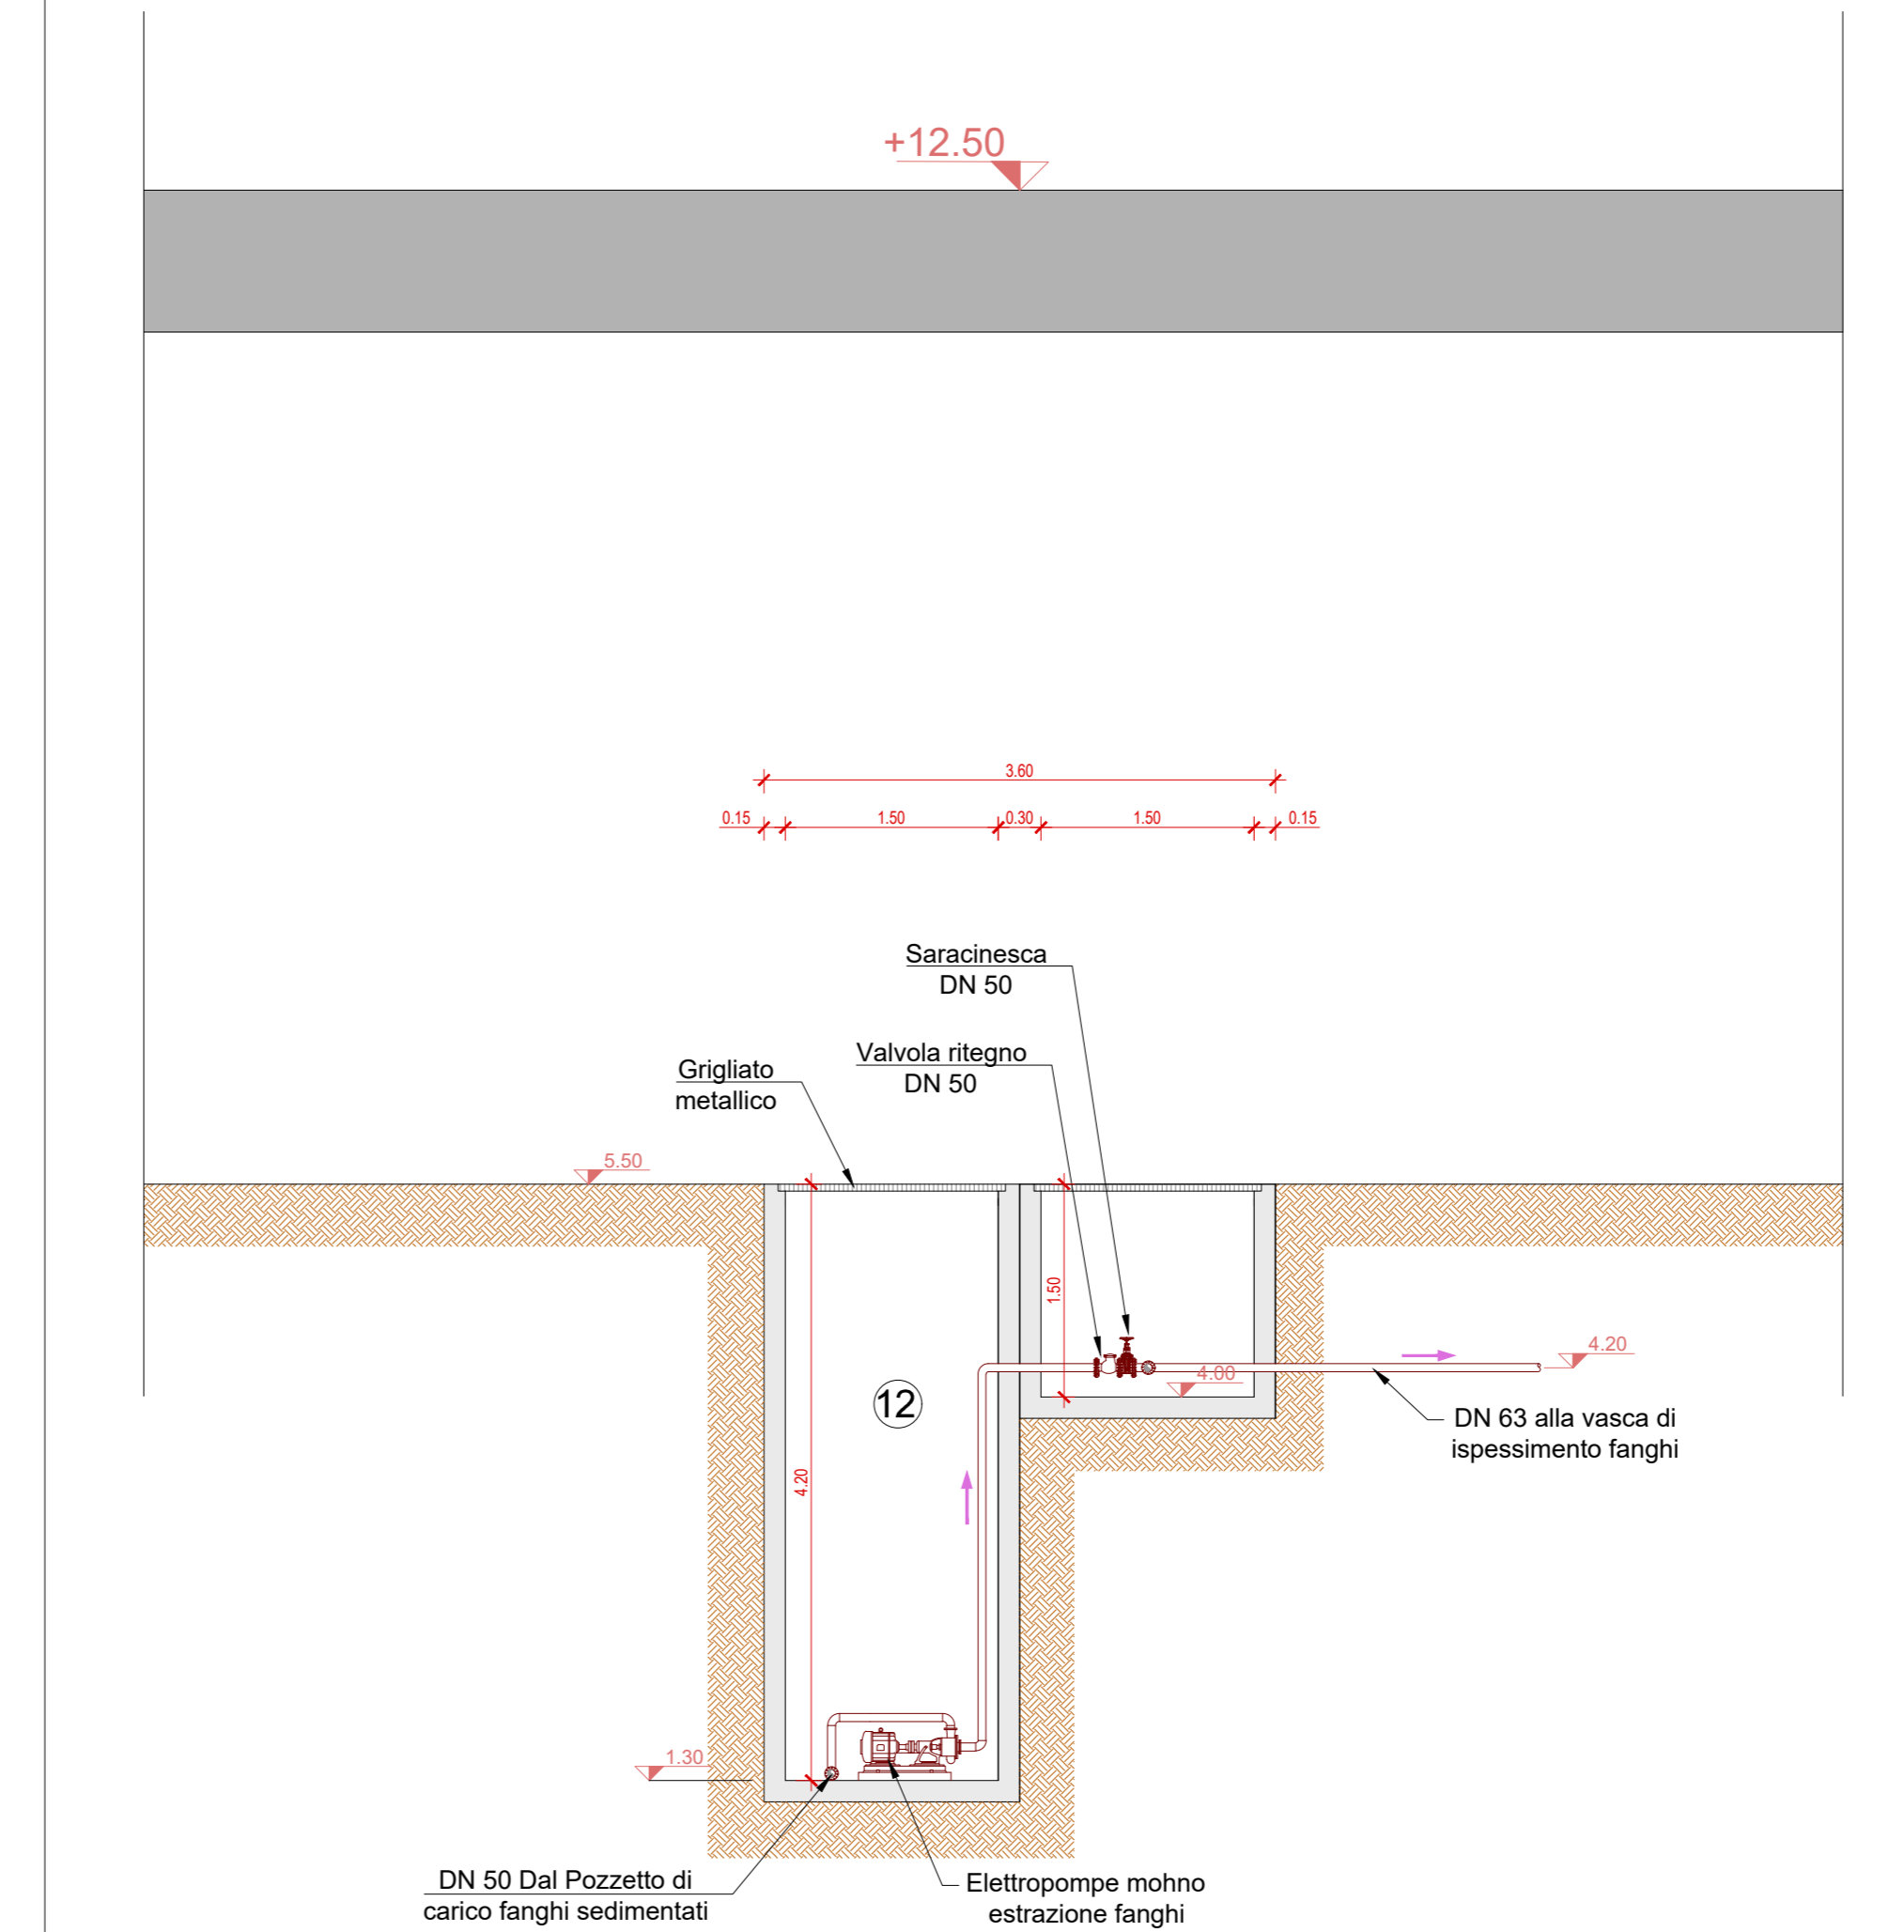 +12.50
3.60
0.15
1.50
0.30
1.50
0.15
Saracinesca
DN 50
Valvola ritegno
DN 50
Grigliato
metallico
5.50
1.50
4.20
4.00
12
DN 63 alla vasca di
ispessimento fanghi
4.20
1.30
DN 50 Dal Pozzetto di
carico fanghi sedimentati
Elettropompe mohno
estrazione fanghi